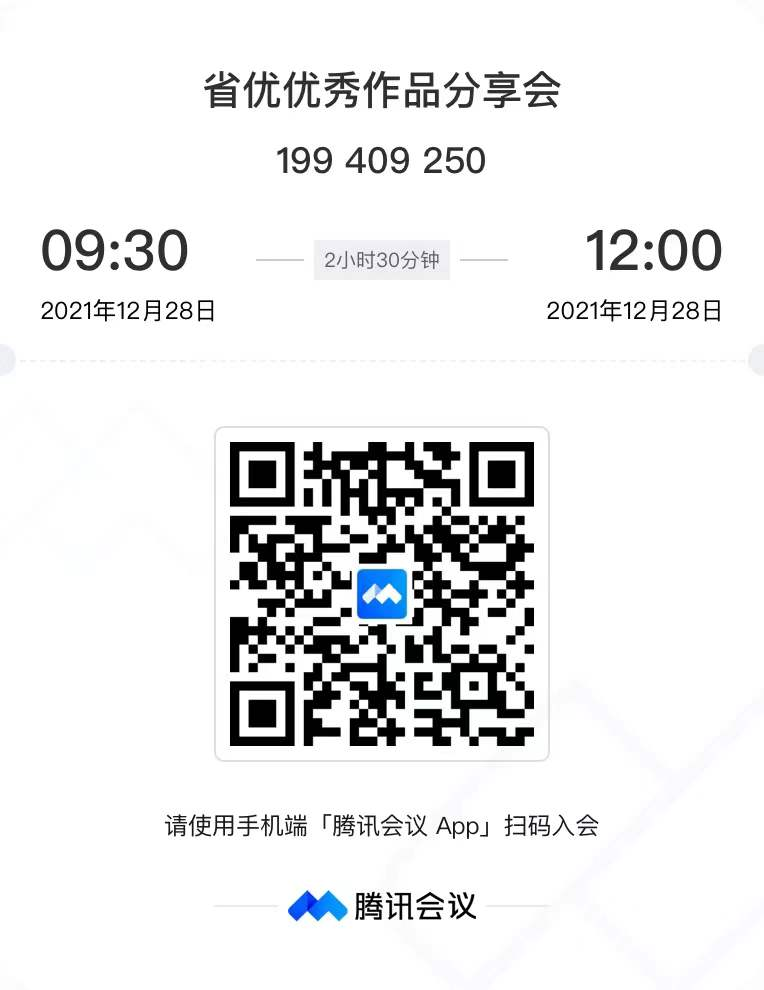 省优优秀作品分享会
199 409 250
09:30 2小时30分钟 12:00
2021年12月28日 2021年12月28日
请使用手机端「腾讯会议 App」扫码入会
腾讯会议